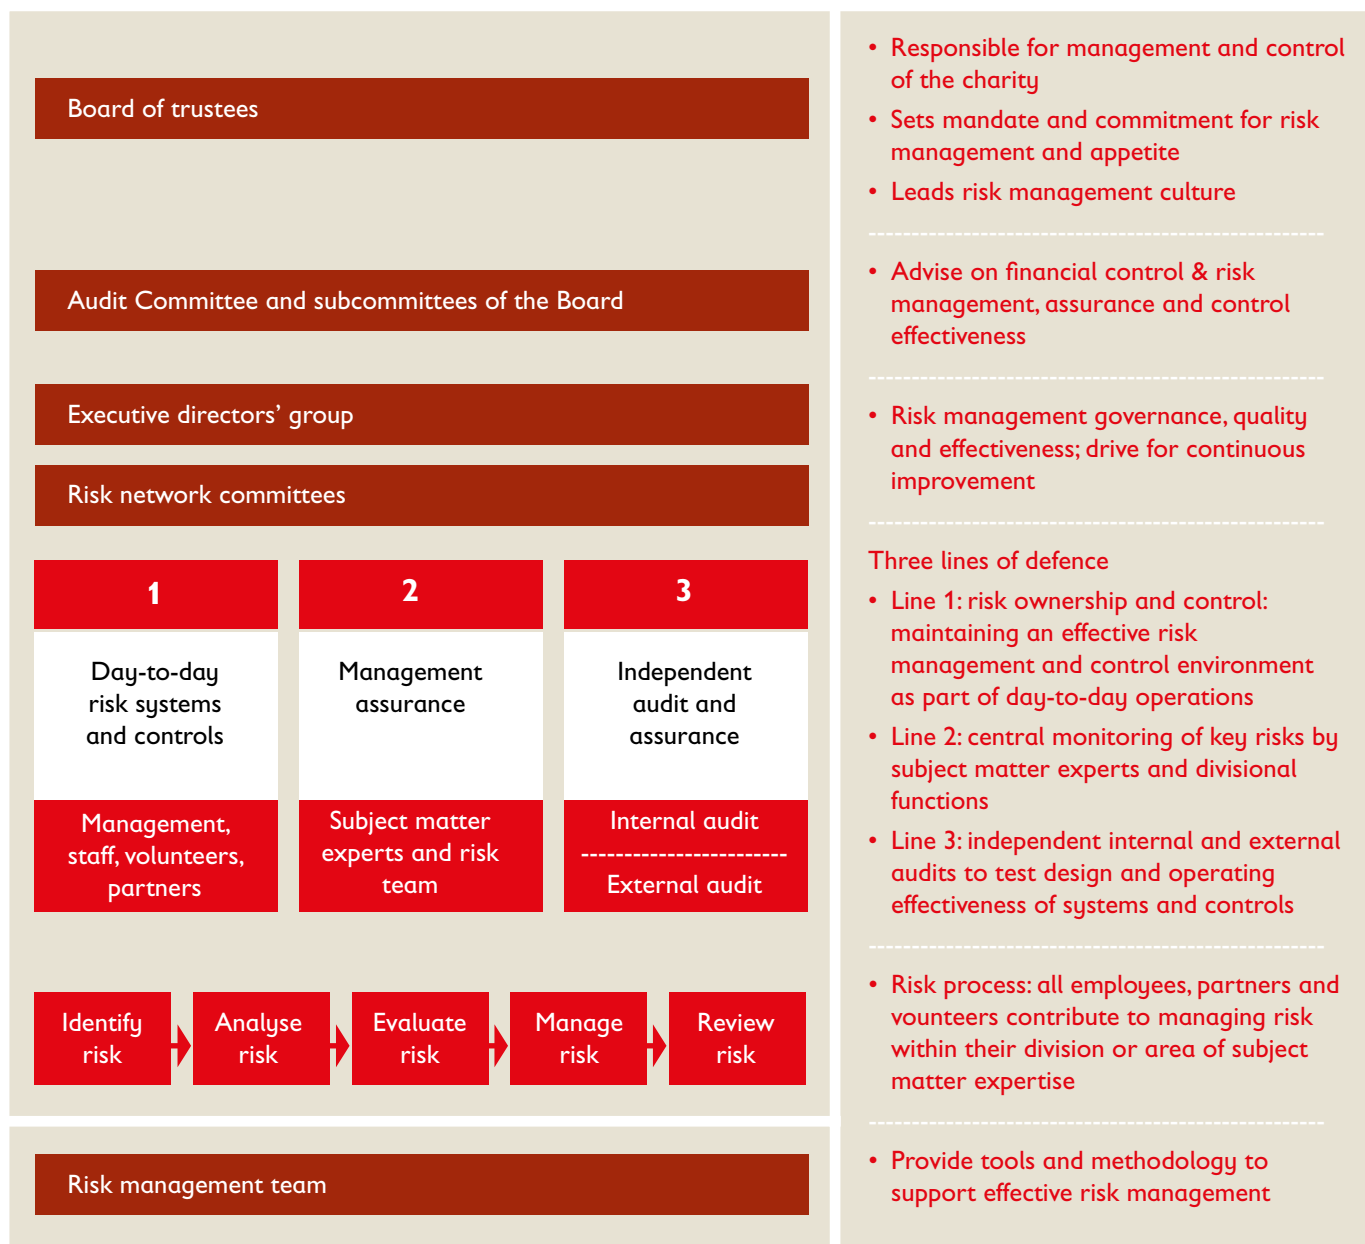 Board of trustees
• Responsible for management and control
of the charity
• Sets mandate and commitment for risk
management and appetite
• Leads risk management culture
Audit Committee and subcommittees of the Board
• Advise on financial control & risk
management, assurance and control
effectiveness
Executive directors’ group
Risk network committees
• Risk management governance, quality
and effectiveness; drive for continuous
improvement
1
Day-to-day
risk systems
and controls
Management,
staff, volunteers,
partners
2
Management
assurance
Subject matter
experts and risk
team
3
Independent
audit and
assurance
Internal audit
External audit
Three lines of defence
• Line 1: risk ownership and control:
maintaining an effective risk
management and control environment
as part of day-to-day operations
• Line 2: central monitoring of key risks by
subject matter experts and divisional
functions
• Line 3: independent internal and external
audits to test design and operating
effectiveness of systems and controls
Identify
risk
Analyse
risk
Evaluate
risk
Manage
risk
Review
risk
• Risk process: all employees, partners and
vounteers contribute to managing risk
within their division or area of subject
matter expertise
Risk management team
• Provide tools and methodology to
support effective risk management